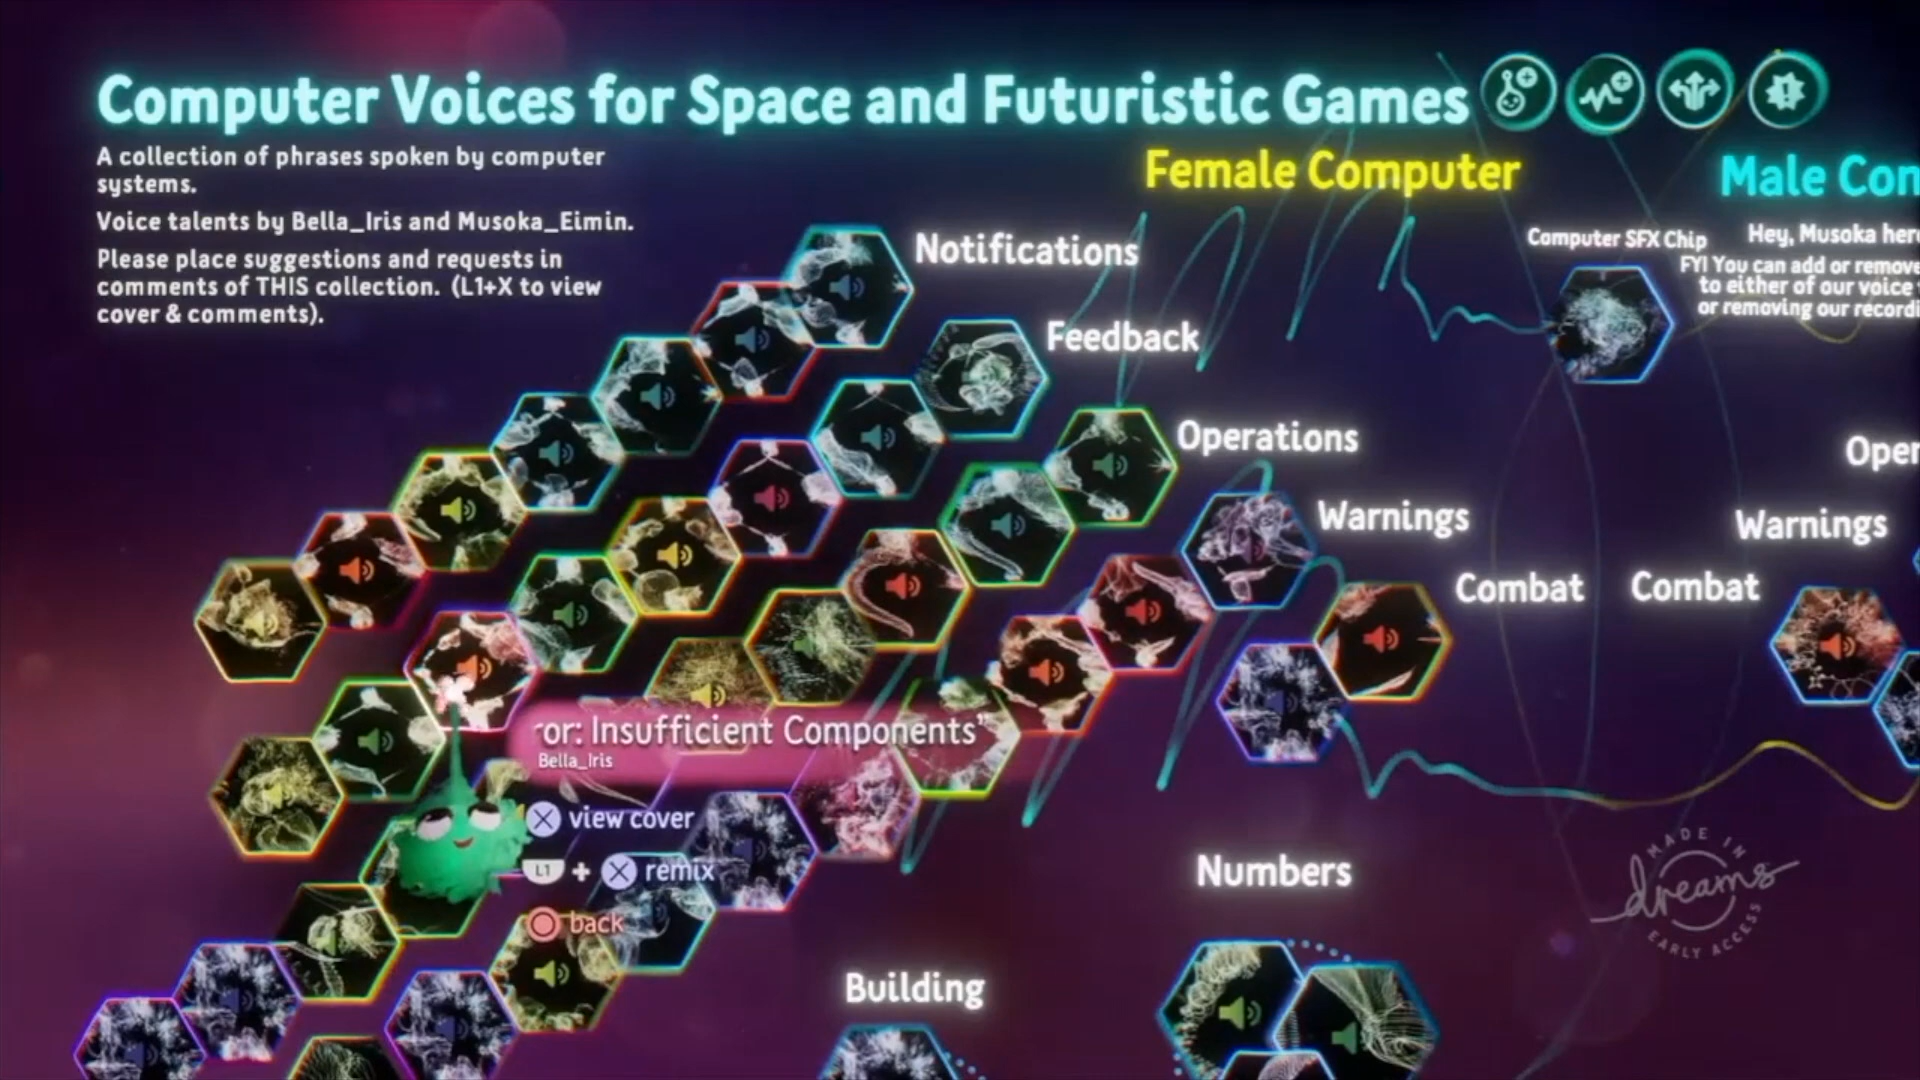 Computer Voices for Space and Futuristic Games
A collection of phrases spoken by computer
systems.
Voice talents by Bella_Iris and Musoka_Eimin.
Please place suggestions and requests in
comments of THIS collection. (L1+X to view
cover & comments).
Female Computer
Male Con
Computer SFX Chip
Hey, Musoka here
FYI You can add or remove
to either of our voice
or removing our recordi
Notifications
Feedback
Operations
Oper
Warnings
Warnings
Combat
Combat
or: Insufficient Components"
Bella_Iris
view cover
L1 + remix
back
Numbers
Building
MADE IN
dreams
EARLY ACCESS